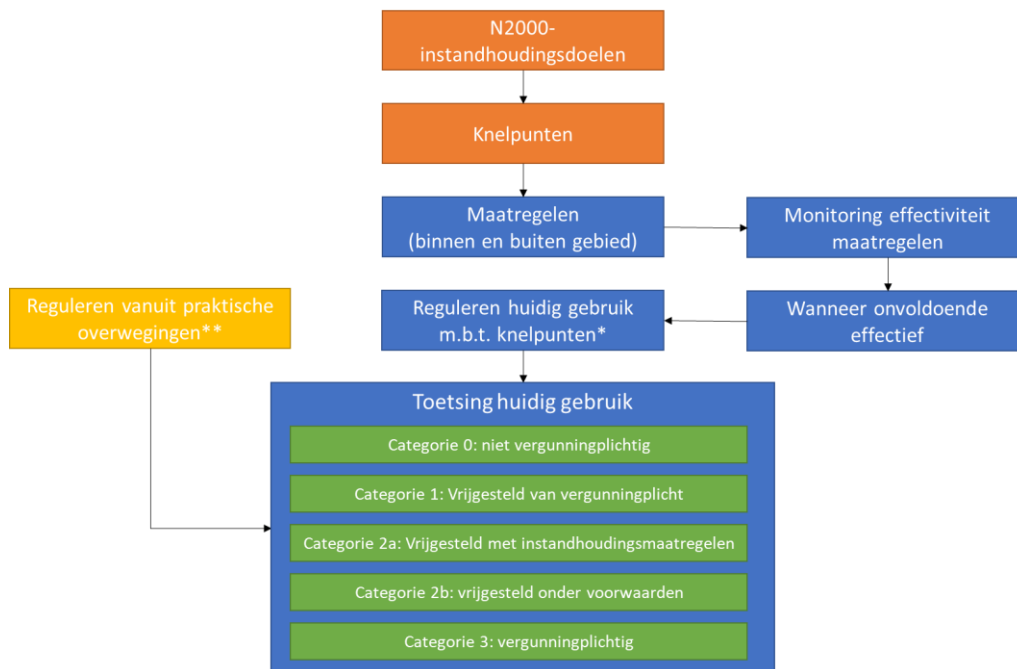 N2000-
instandhoudingsdoelen
Knelpunten
Maatregelen
(binnen en buiten gebied)
Monitoring effectiviteit
maatregelen
Reguleren vanuit praktische
overwegingen**
Reguleren huidig gebruik
m.b.t. knelpunten*
Wanneer onvoldoende
effectief
Toetsing huidig gebruik
Categorie 0: niet vergunningplichtig
Categorie 1: Vrijgesteld van vergunningplicht
Categorie 2a: Vrijgesteld met instandhoudingsmaatregelen
Categorie 2b: vrijgesteld onder voorwaarden
Categorie 3: vergunningplichtig